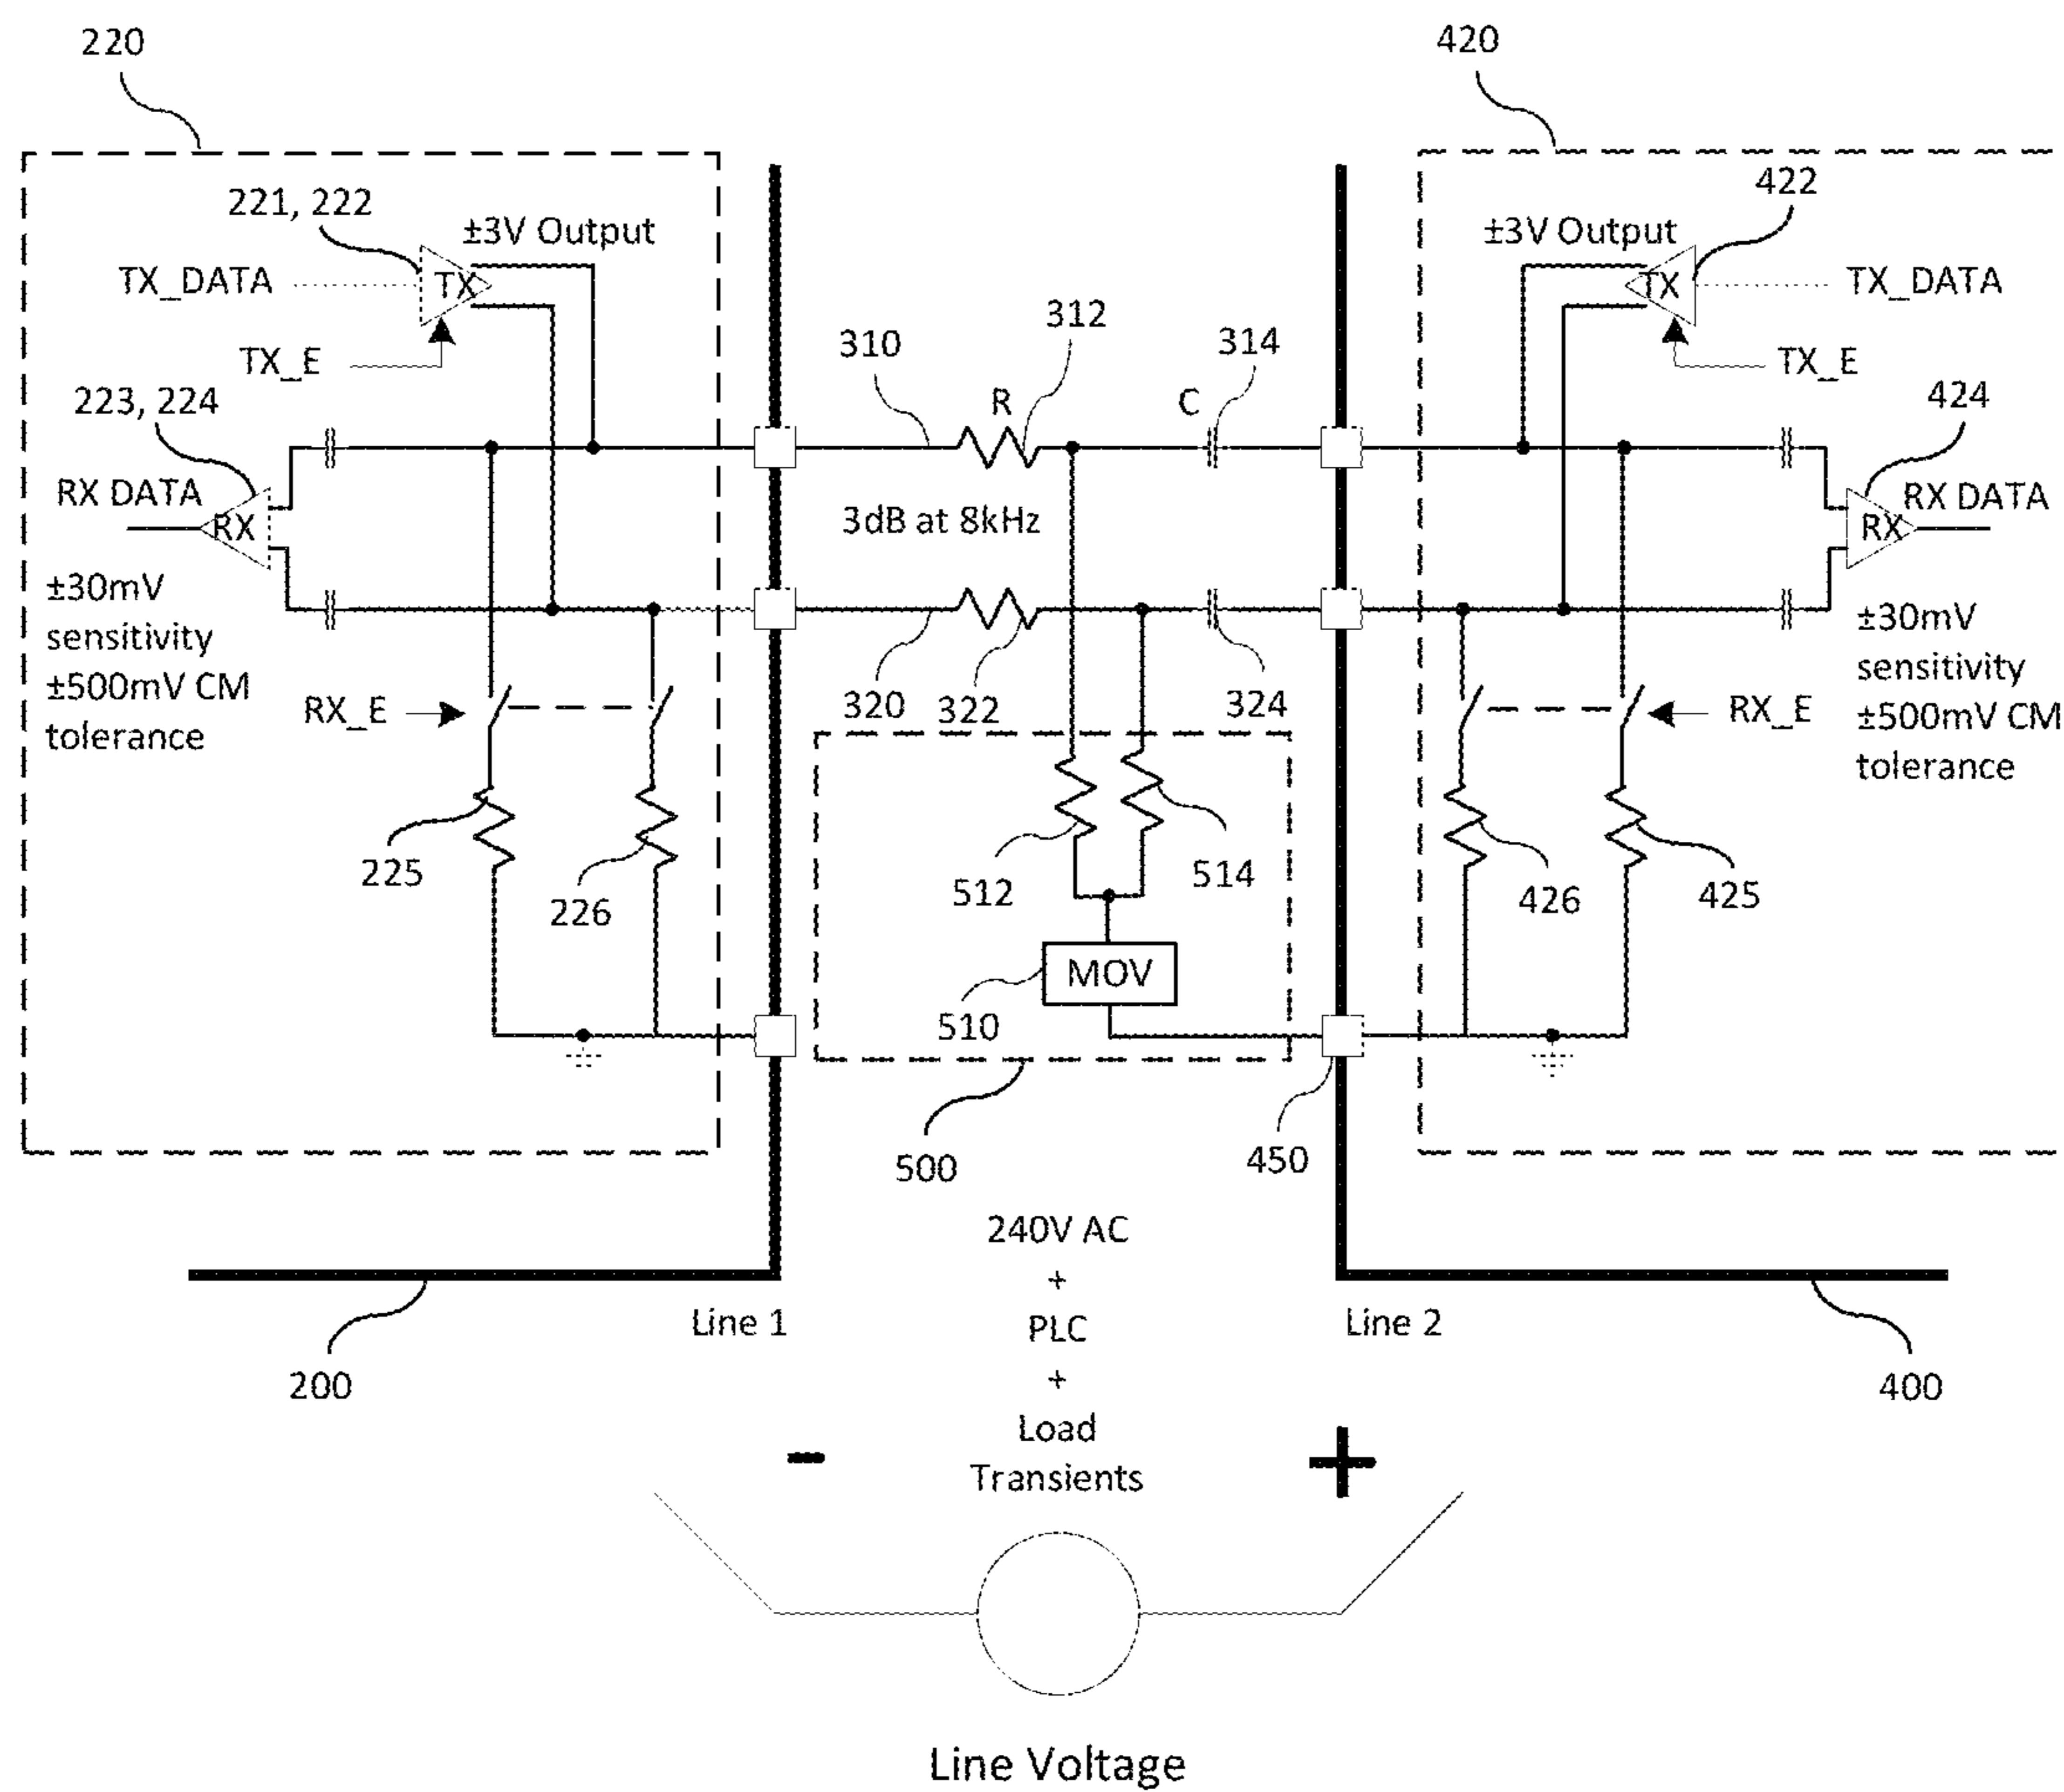 220
420
221, 222
±3V Output
TX_DATA
TX
TX_E
422
±3V Output
TX
TX_DATA
TX_E
310
312
314
R
C
223, 224
RX DATA
RX
±30mV
sensitivity
±500mV CM
tolerance
RX_E
225
226
3dB at 8kHz
320
322
324
424
RX DATA
RX
±30mV
sensitivity
±500mV CM
tolerance
RX_E
426
425
512
514
MOV
510
500
450
240V AC
+
PLC
+
Load
Transients
Line 1
Line 2
200
400
-
+
Line Voltage